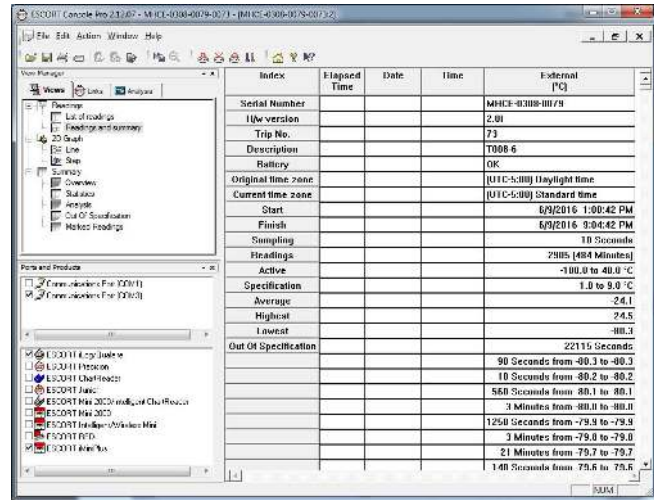 ESCORT Console Pro 2.12.07 - MHCE-0308-0079-0073 - [MHCE-0308-0079-0073:2]
File Edit Action Window Help
View Manager
Views Links Analysis
Readings
List of readings
Readings and summary
2D Graph
Line
Step
Summary
Overview
Statistics
Analysis
Out Of Specification
Marked Readings
Ports and Products
Communications Port (COM1)
Communications Port (COM3)
ESCORT iLog/Dualere
ESCORT Precision
ESCORT ChartReader
ESCORT Junior
ESCORT Mini 2000/Intelligent ChartReader
ESCORT Mini 2000
ESCORT Intelligent/Wireless Mini
ESCORT RFID
ESCORT iMiniPlus
Index Elapsed Time Date Time External (°C)
Serial Number MHCE-0308-0079
H/w version 2.01
Trip No. 73
Description T008-6
Battery OK
Original time zone (UTC-5:00) Daylight time
Current time zone (UTC-5:00) Standard time
Start 6/9/2016 1:00:42 PM
Finish 6/9/2016 9:04:42 PM
Sampling 10 Seconds
Readings 2905 (484 Minutes)
Active -100.0 to 40.0 °C
Specification 1.0 to 9.0 °C
Average -24.1
Highest 24.5
Lowest -80.3
Out Of Specification 22115 Seconds
90 Seconds from -80.3 to -80.3
10 Seconds from -80.2 to -80.2
560 Seconds from -80.1 to -80.1
3 Minutes from -80.0 to -80.0
1250 Seconds from -79.9 to -79.9
3 Minutes from -79.8 to -79.8
21 Minutes from -79.7 to -79.7
140 Seconds from -79.6 to -79.6
NUM